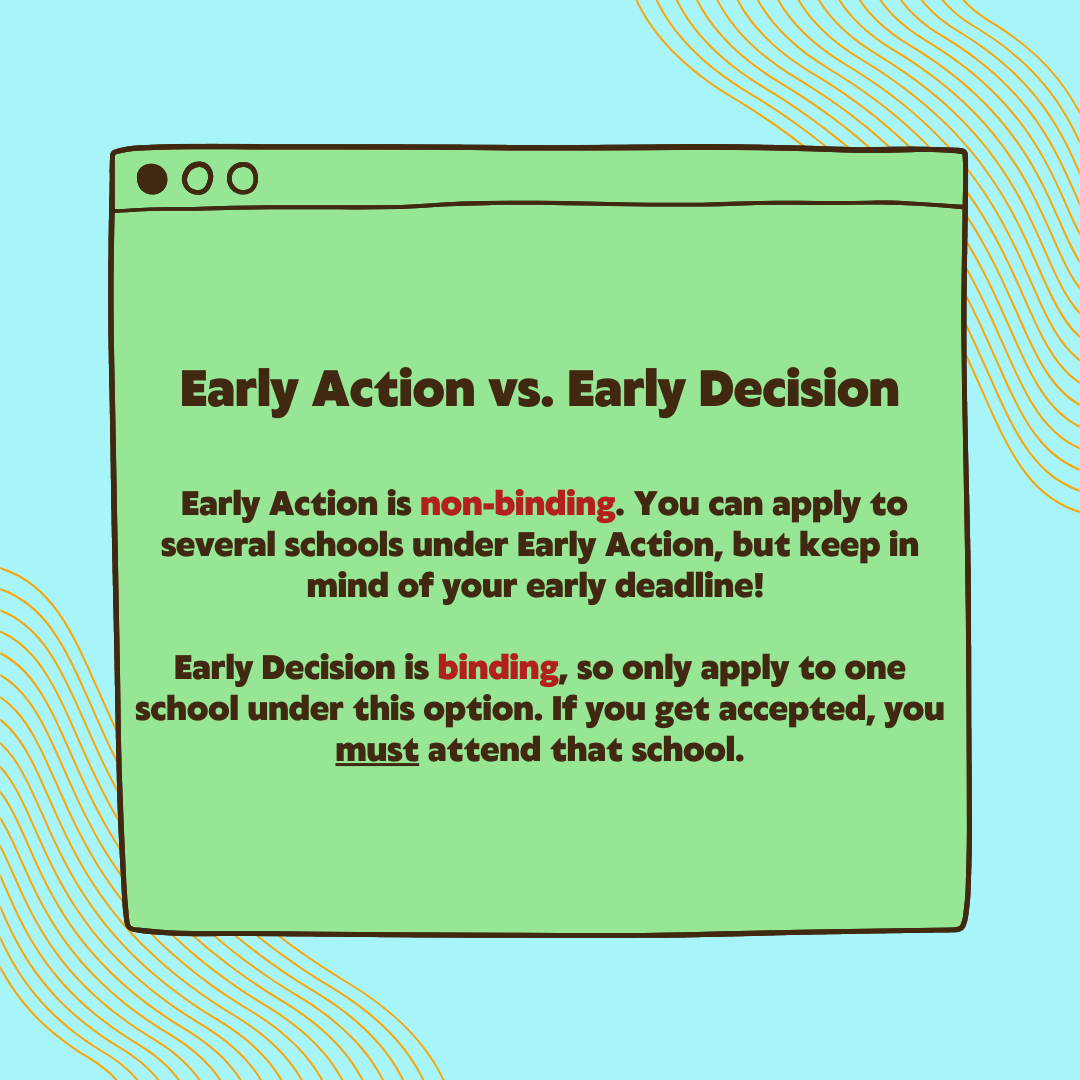 Early Action vs. Early Decision
Early Action is non-binding. You can apply to
several schools under Early Action, but keep in
mind of your early deadline!
Early Decision is binding, so only apply to one
school under this option. If you get accepted, you
must attend that school.